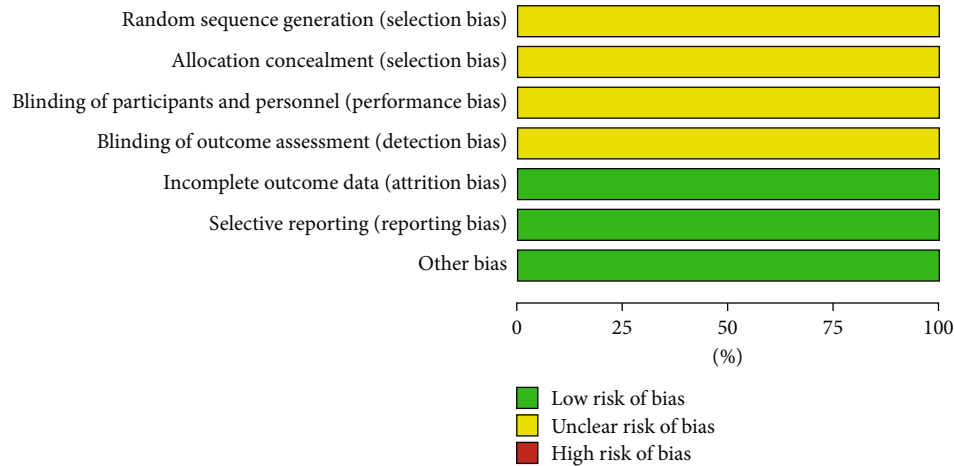 Random sequence generation (selection bias)
Allocation concealment (selection bias)
Blinding of participants and personnel (performance bias)
Blinding of outcome assessment (detection bias)
Incomplete outcome data (attrition bias)
Selective reporting (reporting bias)
Other bias
0 25 50 75 100
(%)
Low risk of bias
Unclear risk of bias
High risk of bias